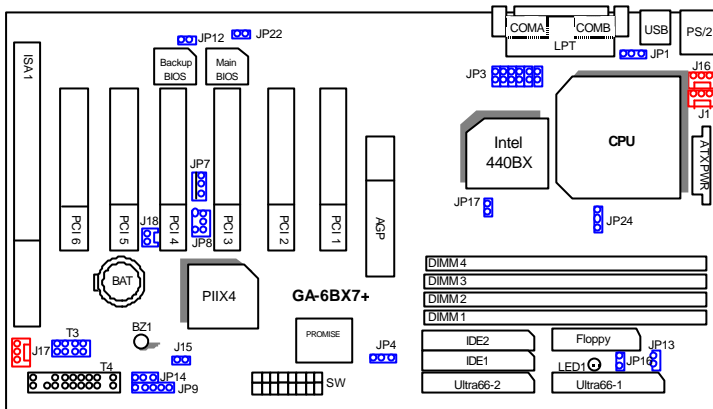 COMA
COMB
LPT
USB
PS/2
JP12
JP22
JP1
ISA1
Backup
BIOS
Main
BIOS
JP3
J16
J1
Intel
440BX
CPU
ATXPWR
JP7
JP17
JP24
PCI 6
PCI 5
J18
PCI 4
JP8
PCI 3
PCI 2
PCI 1
AGP
BAT
PIIX4
GA-6BX7+
DIMM4
DIMM3
DIMM2
DIMM1
BZ1
PROMISE
J17
T3
J15
JP4
IDE2
Floppy
IDE1
LED1
JP16
JP13
T4
JP14
JP9
SW
Ultra66-2
Ultra66-1